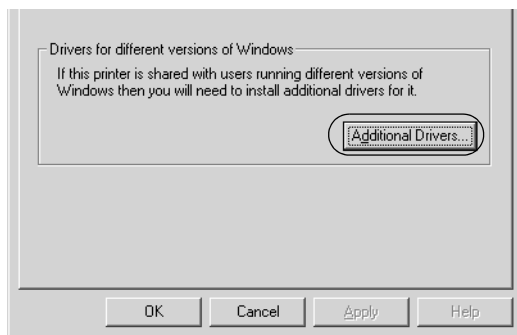 Drivers for different versions of Windows
If this printer is shared with users running different versions of
Windows then you will need to install additional drivers for it.
Additional Drivers...
OK Cancel Apply Help